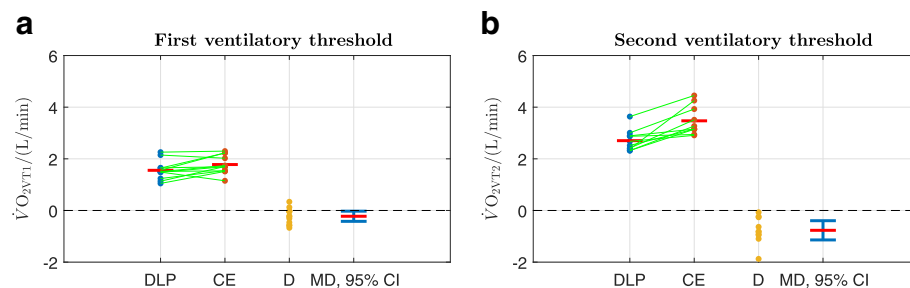 a
First ventilatory threshold
V̇O2VT1/(L/min)
6
4
2
0
-2
DLP CE D MD, 95% CI
b
Second ventilatory threshold
V̇O2VT2/(L/min)
6
4
2
0
-2
DLP CE D MD, 95% CI